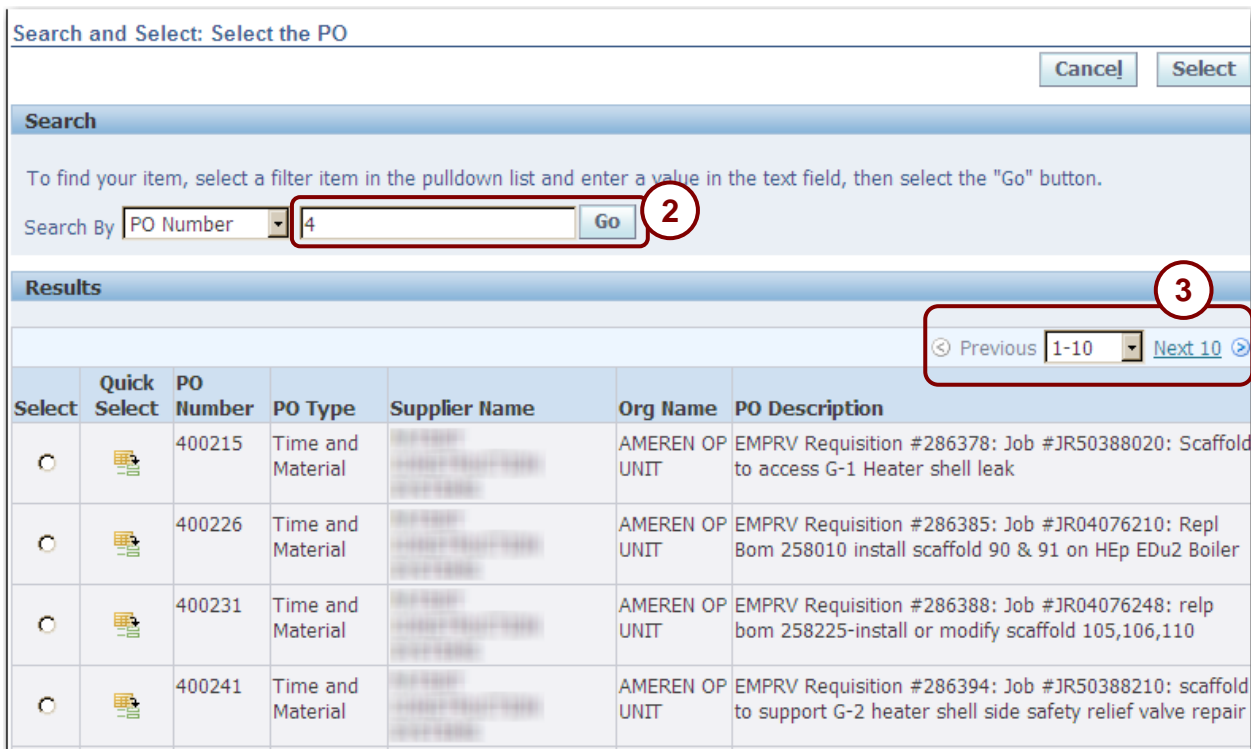 Search and Select: Select the PO
Cancel Select
Search
To find your item, select a filter item in the pulldown list and enter a value in the text field, then select the "Go" button.
Search By PO Number 4 Go 2
Results
3
Previous 1-10 Next 10
Select Quick Select PO Number PO Type Supplier Name Org Name PO Description
400215 Time and AMEREN OP EMPRV Requisition #286378: Job #JR50388020: Scaffold
Material UNIT to access G-1 Heater shell leak
400226 Time and AMEREN OP EMPRV Requisition #286385: Job #JR04076210: Repl
Material UNIT Bom 258010 install scaffold 90 & 91 on HEp EDu2 Boiler
400231 Time and AMEREN OP EMPRV Requisition #286388: Job #JR04076248: relp
Material UNIT bom 258225-install or modify scaffold 105,106,110
400241 Time and AMEREN OP EMPRV Requisition #286394: Job #JR50388210: scaffold
Material UNIT to support G-2 heater shell side safety relief valve repair